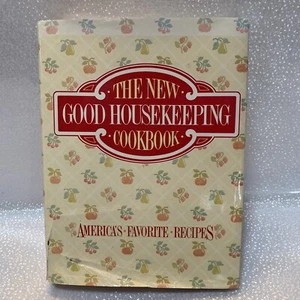 · THE NEW ·
GOOD HOUSEKEEPING
· COOKBOOK ·
AMERICA'S · FAVORITE · RECIPES